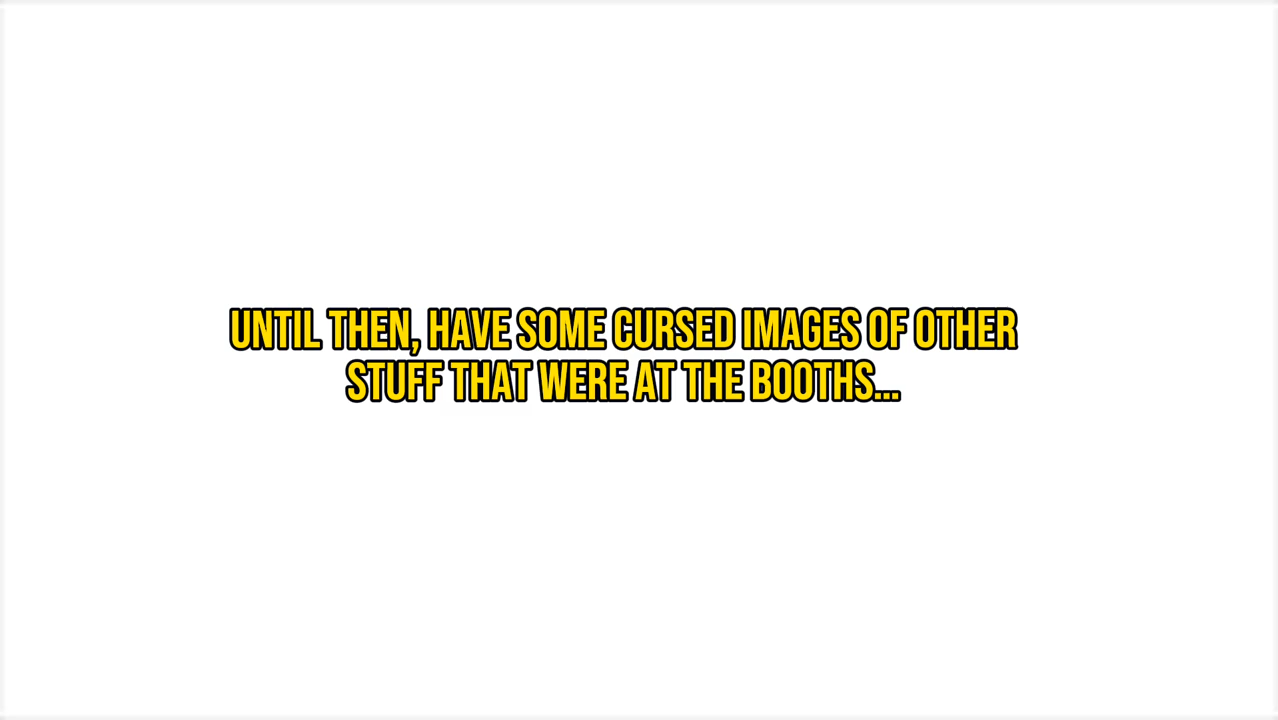 UNTIL THEN, HAVE SOME CURSED IMAGES OF OTHER
STUFF THAT WERE AT THE BOOTHS...